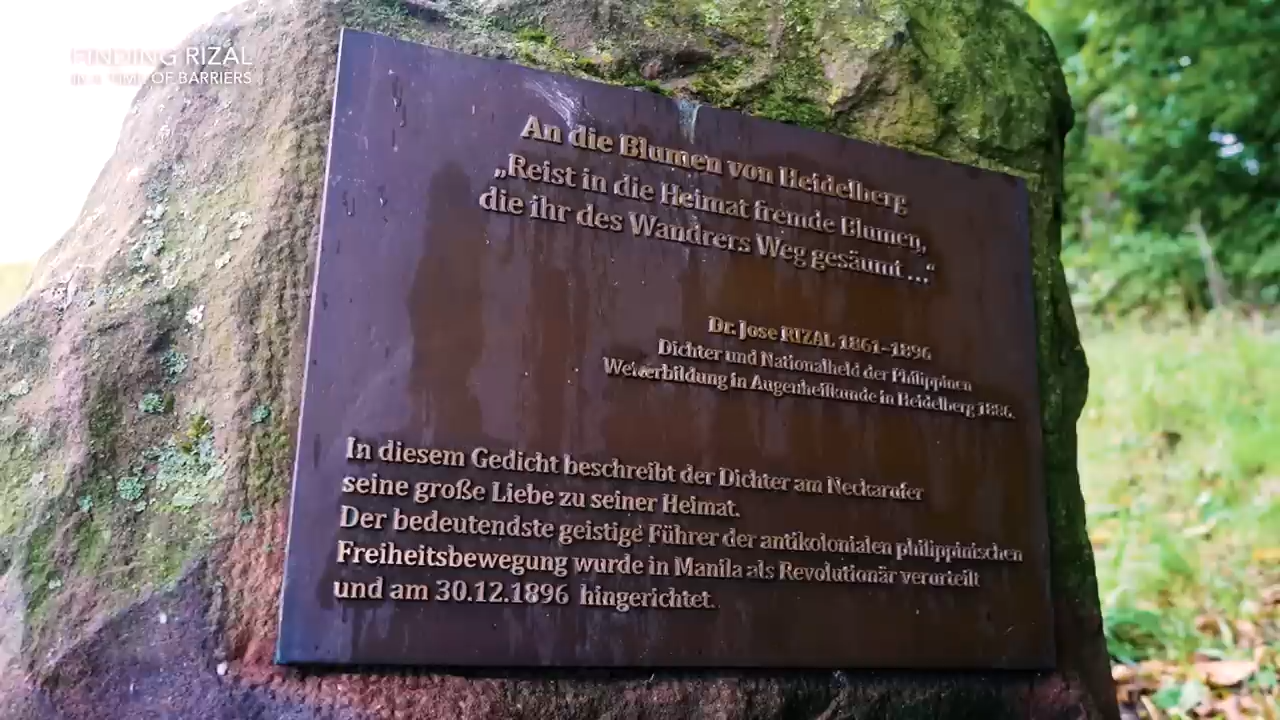 FINDING RIZAL
IN A TIME OF BARRIERS
An die Blumen von Heidelberg
„Reist in die Heimat fremde Blumen,
die ihr des Wandrers Weg gesäumt ...“
Dr. Jose RIZAL 1861–1896
Dichter und Nationalheld der Philippinen
Weiterbildung in Augenheilkunde in Heidelberg 1886.
In diesem Gedicht beschreibt der Dichter am Neckarufer
seine große Liebe zu seiner Heimat.
Der bedeutendste geistige Führer der antikolonialen philippinischen
Freiheitsbewegung wurde in Manila als Revolutionär verurteilt
und am 30.12.1896 hingerichtet.